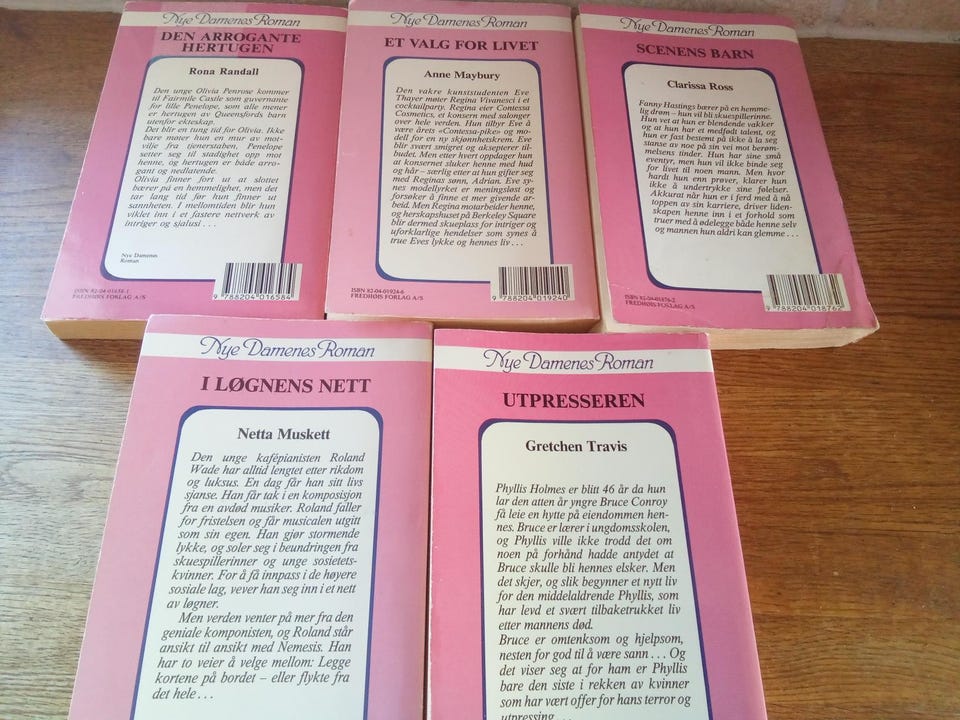 Nye Damenes Roman
DEN ARROGANTE
HERTUGEN
Rona Randall
Den unge Olivia Penrose kommer
til Fairmile Castle som guvernante
for lille Penelope, som alle mener
er hertugen av Queensfords barn
utenfor ekteskap.
Det blir en tung tid for Olivia. Ikke
bare møter hun en mur av mot-
vilje fra tjenerstaben, Penelope
setter seg til stadighet opp mot
henne, og hertugen er både arro-
gant og nedlatende.
Olivia finner fort ut at slottet
bærer på en hemmelighet, men det
tar lang tid før hun finner ut
sannheten. I mellomtiden blir hun
viklet inn i et fastere nettverk av
intriger og sjalusi . . .
Nye Damenes
Roman
ISBN 82-04-01658-1
FREDHØIS FORLAG A/S
9 788204 016584
Nye Damenes Roman
ET VALG FOR LIVET
Anne Maybury
Den vakre kunststudenten Eve
Thayer møter Regina Vivanesci i et
cocktailparty. Regina eier Contessa
Cosmetics, et konsern med salonger
over hele verden. Hun tilbyr Eve å
være årets «Contessa-pike» og mo-
dell for en ny skjønnhetskrem. Eve
blir svært smigret og aksepterer til-
budet. Men etter hvert oppdager hun
at konsernet sluker henne med hud
og hår – særlig etter at hun gifter seg
med Reginas sønn, Adrian. Eve sy-
nes modellyrket er meningsløst og
forsøker å finne et mer givende ar-
beid. Men Regina motarbeider henne,
og herskapshuset på Berkeley Square
blir dermed skueplass for intriger og
uforklarlige hendelser som synes å
true Eves lykke og hennes liv . . .
ISBN 82-04-01924-6
FREDHØIS FORLAG A/S
9 788204 019240
Nye Damenes Roman
SCENENS BARN
Clarissa Ross
Fanny Hastings bærer på en hemme-
lig drøm – hun vil bli skuespillerinne.
Hun vet at hun er blendende vakker
og at hun har et medfødt talent, og
hun er fast bestemt på ikke å la seg
stanse av noe på sin vei mot berøm-
melsens tinder. Hun har sine små
eventyr, men hun vil ikke binde seg
for livet til noen mann. Men hvor
hardt hun enn prøver, klarer hun
ikke å undertrykke sine følelser.
Akkurat når hun er i ferd med å nå
toppen av sin karriere, driver liden-
skapen henne inn i et forhold som
truer med å ødelegge både henne selv
og mannen hun aldri kan glemme . . .
ISBN 82-04-01876-2
FREDHØIS FORLAG A/S
9 788204 018762
Nye Damenes Roman
I LØGNENS NETT
Netta Muskett
Den unge kafépianisten Roland
Wade har alltid lengtet etter rikdom
og luksus. En dag får han sitt livs
sjanse. Han får tak i en komposisjon
fra en avdød musiker. Roland faller
for fristelsen og får musicalen utgitt
som sin egen. Han gjør stormende
lykke, og soler seg i beundringen fra
skuespillerinner og unge sosietets-
kvinner. For å få innpass i de høyere
sosiale lag, vever han seg inn i et nett
av løgner.
Men verden venter på mer fra den
geniale komponisten, og Roland står
ansikt til ansikt med Nemesis. Han
har to veier å velge mellom: Legge
kortene på bordet – eller flykte fra
det hele . . .
Nye Damenes Roman
UTPRESSEREN
Gretchen Travis
Phyllis Holmes er blitt 46 år da hun
lar den atten år yngre Bruce Conroy
få leie en hytte på eiendommen hen-
nes. Bruce er lærer i ungdomsskolen,
og Phyllis ville ikke trodd det om
noen på forhånd hadde antydet at
Bruce skulle bli hennes elsker. Men
det skjer, og slik begynner et nytt liv
for den middelaldrende Phyllis, som
har levd et svært tilbaketrukket liv
etter mannens død.
Bruce er omtenksom og hjelpsom,
nesten for god til å være sann . . . Og
det viser seg at for ham er Phyllis
bare den siste i rekken av kvinner
som har vært offer for hans terror og
utpressing . . .